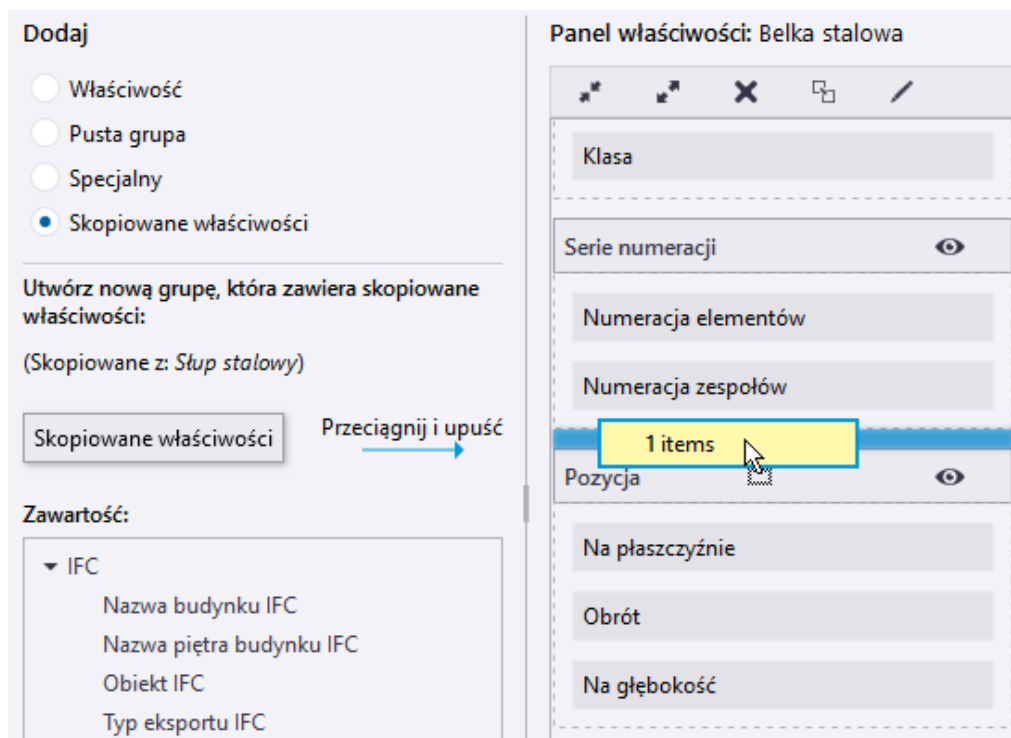 Dodaj
Właściwość
Pusta grupa
Specjalny
Skopiowane właściwości
Utwórz nową grupę, która zawiera skopiowane
właściwości:
(Skopiowane z: Słup stalowy)
Skopiowane właściwości
Przeciągnij i upuść
Zawartość:
IFC
Nazwa budynku IFC
Nazwa piętra budynku IFC
Obiekt IFC
Typ eksportu IFC
Panel właściwości: Belka stalowa
Klasa
Serie numeracji
Numeracja elementów
Numeracja zespołów
1 items
Pozycja
Na płaszczyźnie
Obrót
Na głębokość